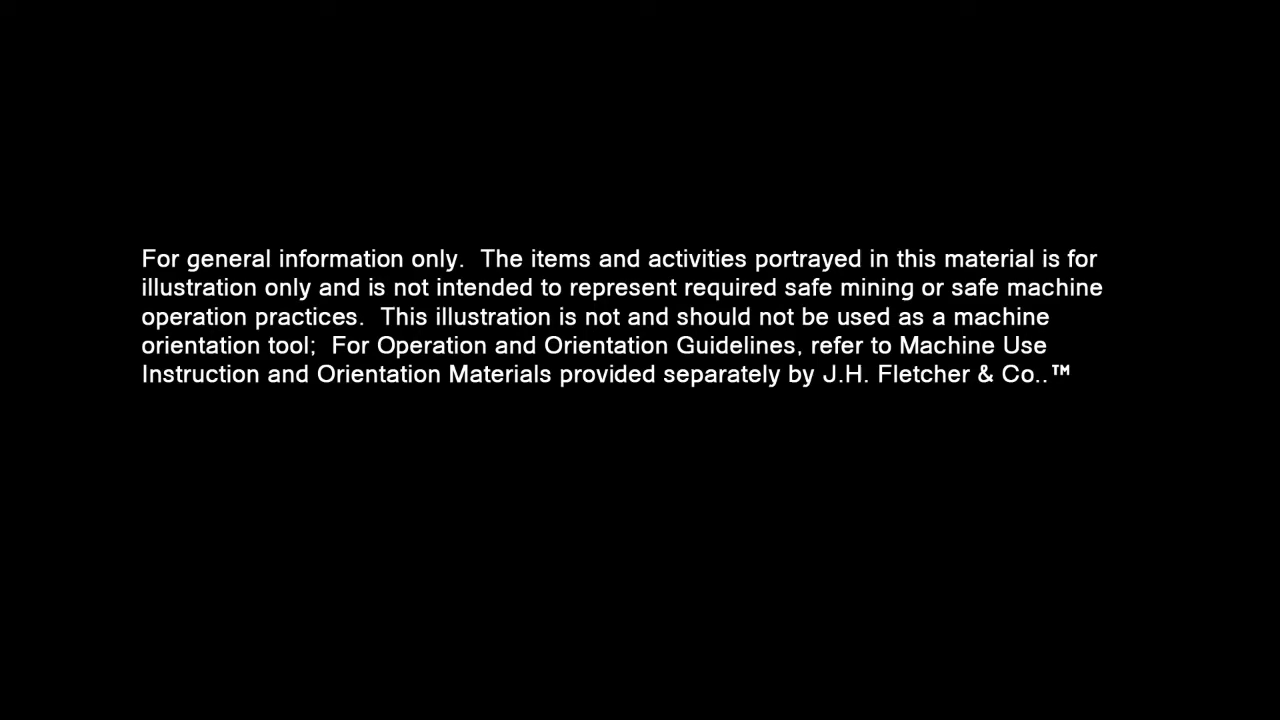 For general information only.  The items and activities portrayed in this material is for
illustration only and is not intended to represent required safe mining or safe machine
operation practices.  This illustration is not and should not be used as a machine
orientation tool;  For Operation and Orientation Guidelines, refer to Machine Use
Instruction and Orientation Materials provided separately by J.H. Fletcher & Co..™